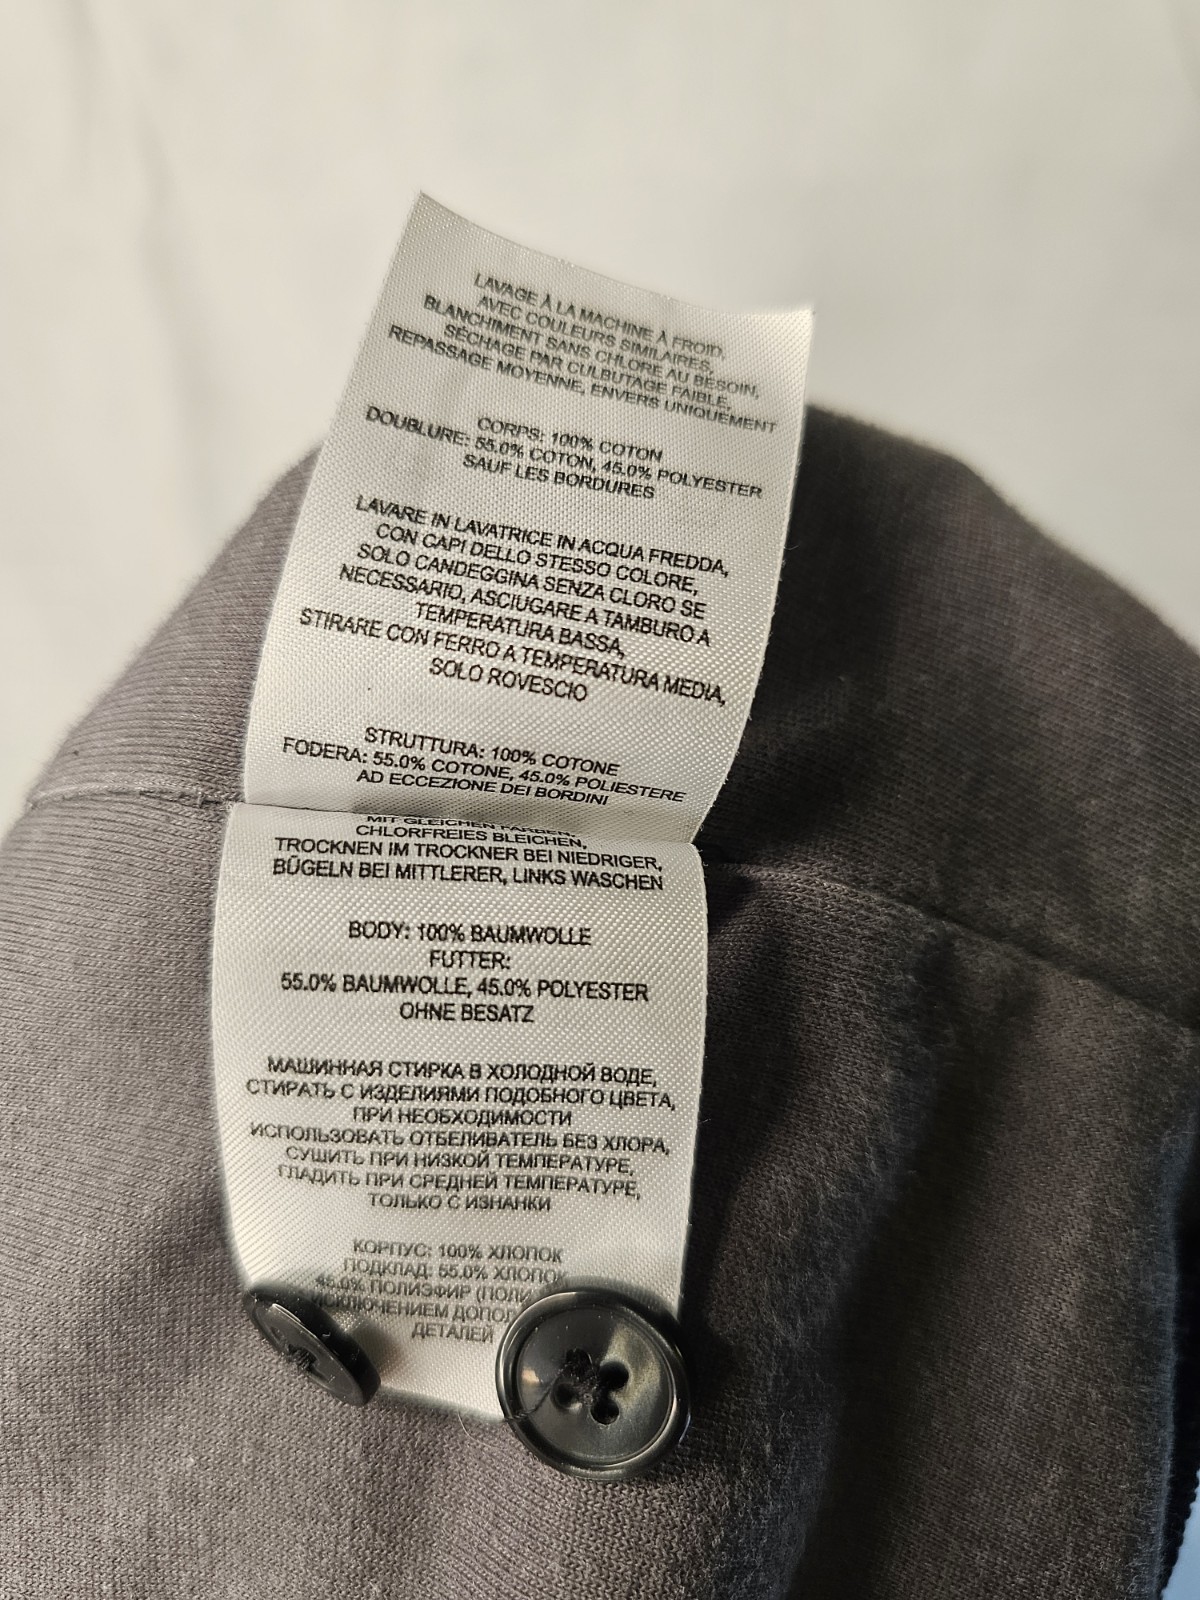 LAVAGE À LA MACHINE À FROID,
AVEC COULEURS SIMILAIRES,
BLANCHIMENT SANS CHLORE AU BESOIN,
SÉCHAGE PAR CULBUTAGE FAIBLE,
REPASSAGE MOYENNE, ENVERS UNIQUEMENT
CORPS: 100% COTON
DOUBLURE: 55.0% COTON, 45.0% POLYESTER
SAUF LES BORDURES
LAVARE IN LAVATRICE IN ACQUA FREDDA,
CON CAPI DELLO STESSO COLORE,
SOLO CANDEGGINA SENZA CLORO SE
NECESSARIO, ASCIUGARE A TAMBURO A
TEMPERATURA BASSA,
STIRARE CON FERRO A TEMPERATURA MEDIA,
SOLO ROVESCIO
STRUTTURA: 100% COTONE
FODERA: 55.0% COTONE, 45.0% POLIESTERE
AD ECCEZIONE DEI BORDINI
MIT GLEICHEN FARBEN,
CHLORFREIES BLEICHEN,
TROCKNEN IM TROCKNER BEI NIEDRIGER,
BÜGELN BEI MITTLERER, LINKS WASCHEN
BODY: 100% BAUMWOLLE
FUTTER:
55.0% BAUMWOLLE, 45.0% POLYESTER
OHNE BESATZ
МАШИННАЯ СТИРКА В ХОЛОДНОЙ ВОДЕ,
СТИРАТЬ С ИЗДЕЛИЯМИ ПОДОБНОГО ЦВЕТА,
ПРИ НЕОБХОДИМОСТИ
ИСПОЛЬЗОВАТЬ ОТБЕЛИВАТЕЛЬ БЕЗ ХЛОРА,
СУШИТЬ ПРИ НИЗКОЙ ТЕМПЕРАТУРЕ,
ГЛАДИТЬ ПРИ СРЕДНЕЙ ТЕМПЕРАТУРЕ,
ТОЛЬКО С ИЗНАНКИ
КОРПУС: 100% ХЛОПОК
ПОДКЛАД: 55.0% ХЛОПОК
45.0% ПОЛИЭФИР
ДЕТАЛЕЙ